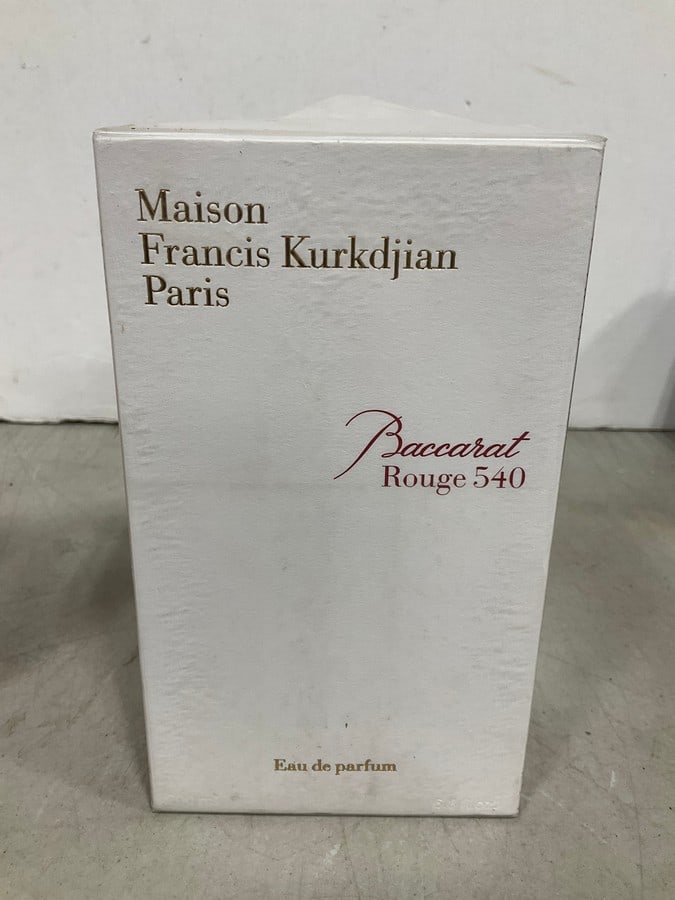 Maison
Francis Kurkdjian
Paris
Baccarat
Rouge 540
Eau de parfum